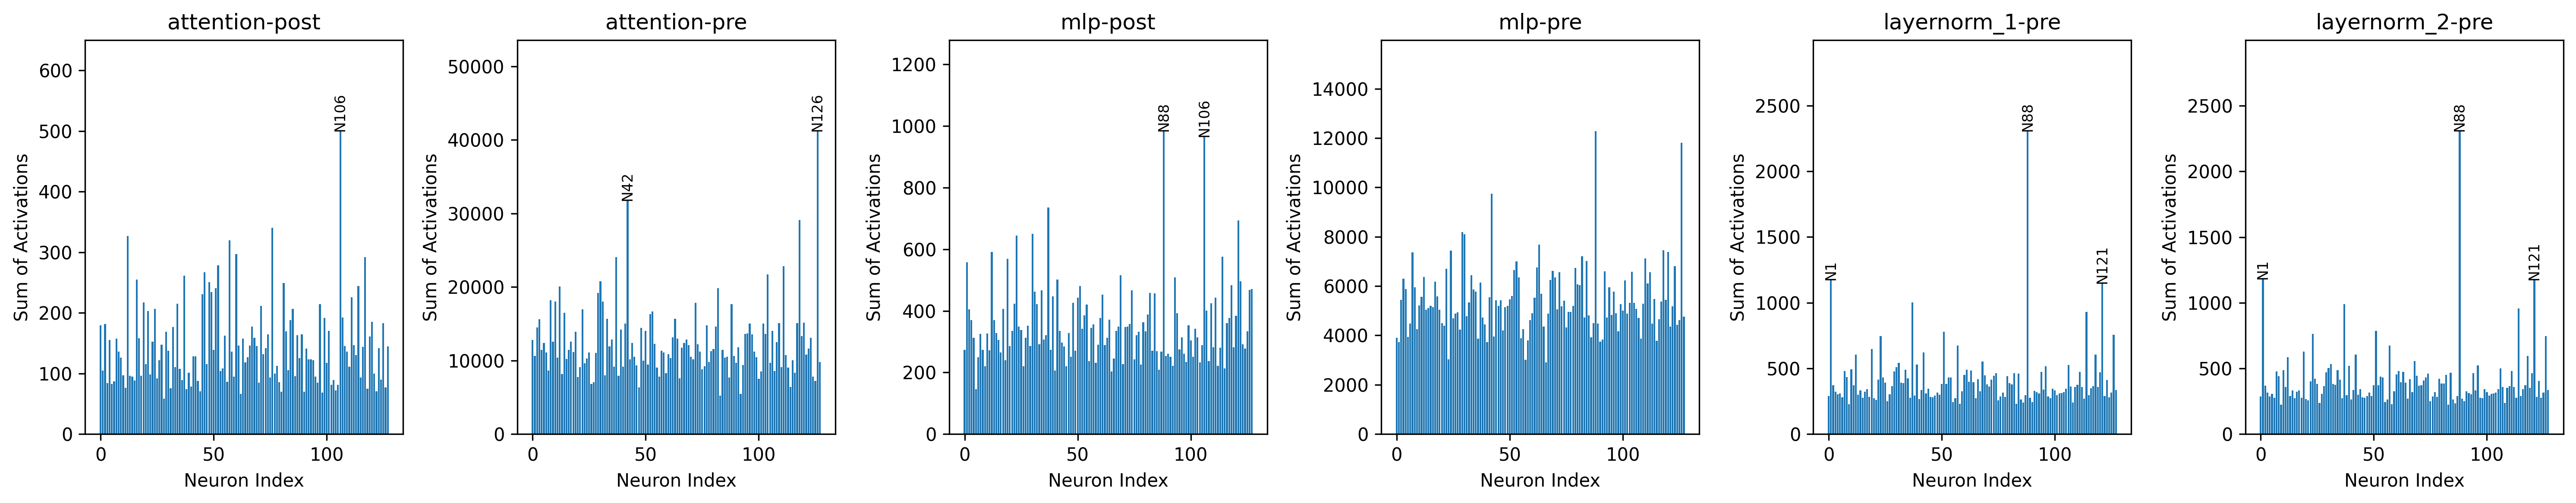 attention-post
Sum of Activations
600
500
400
300
200
100
0
N106
0
50
100
Neuron Index
attention-pre
Sum of Activations
50000
40000
30000
20000
10000
0
N42
N126
0
50
100
Neuron Index
mlp-post
Sum of Activations
1200
1000
800
600
400
200
0
N88
N106
0
50
100
Neuron Index
mlp-pre
Sum of Activations
14000
12000
10000
8000
6000
4000
2000
0
0
50
100
Neuron Index
layernorm_1-pre
Sum of Activations
2500
2000
1500
1000
500
0
N1
N88
N121
0
50
100
Neuron Index
layernorm_2-pre
Sum of Activations
2500
2000
1500
1000
500
0
N1
N88
N121
0
50
100
Neuron Index